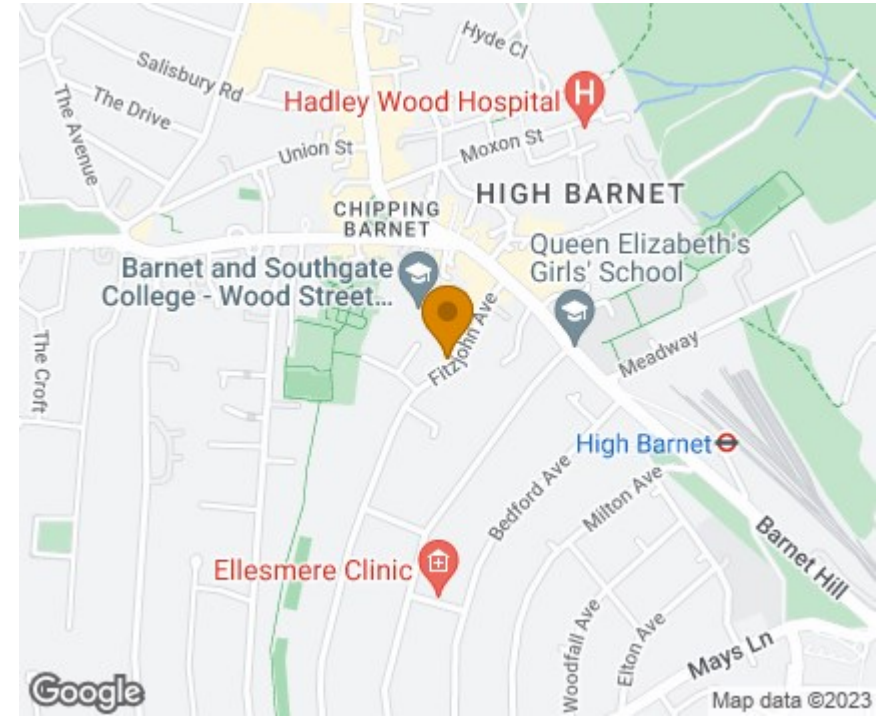 Hyde Cl
Salisbury Rd
The Drive
The Avenue
Hadley Wood Hospital
H
Union St
Moxon St
HIGH BARNET
CHIPPING
BARNET
Queen Elizabeth's
Girls' School
Barnet and Southgate
College - Wood Street...
Fitzjohn Ave
Meadway
The Croft
High Barnet
Bedford Ave
Milton Ave
Barnet Hill
Ellesmere Clinic
Woodfall Ave
Elton Ave
Mays Ln
Google
Map data ©2023